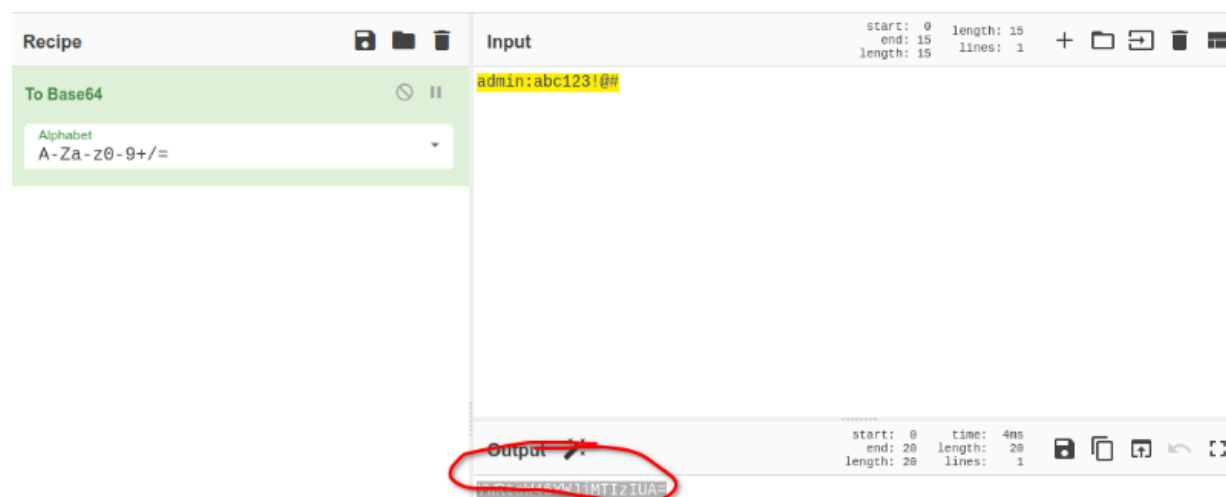 Recipe
To Base64
Alphabet
A-Za-z0-9+/=
Input
start: 0
end: 15
length: 15
length: 15
lines: 1
admin:abc123!@#
Output
start: 0
end: 20
length: 20
time: 4ms
length: 20
lines: 1